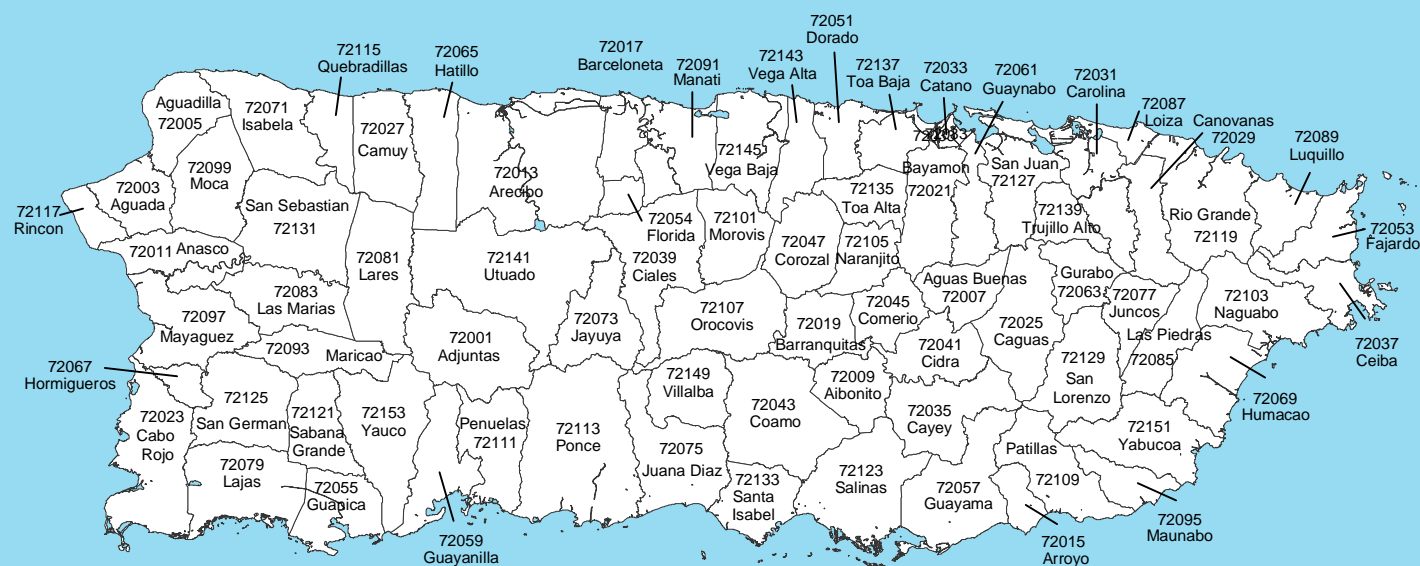 72051
Dorado
72115
Quebradillas
72065
Hatillo
72017
Barceloneta
72091
Manati
72143
Vega Alta
72137
Toa Baja
72033
Catano
72061
Guaynabo
72031
Carolina
72087
Loiza
Canovanas
72029
72089
Luquillo
Aguadilla
72005
72071
Isabela
72027
Camuy
72013
Arecibo
72145
Vega Baja
Bayamon
72021
San Juan
72127
72099
Moca
72003
Aguada
72117
Rincon
San Sebastian
72131
72054
Florida
72101
Morovis
72135
Toa Alta
72047
Corozal
72105
Naranjito
72139
Trujillo Alto
Rio Grande
72119
72053
Fajardo
72011
Anasco
72081
Lares
72141
Utuado
72039
Ciales
Aguas Buenas
72007
Gurabo
72063
72077
Juncos
72103
Naguabo
72037
Ceiba
72083
Las Marias
72097
Mayaguez
72093
Maricao
72001
Adjuntas
72073
Jayuya
72107
Orocovis
72019
Barranquitas
72045
Comerio
72041
Cidra
72025
Caguas
Las Piedras
72085
72129
San
Lorenzo
72069
Humacao
72067
Hormigueros
72023
Cabo
Rojo
72125
San German
72121
Sabana
Grande
72153
Yauco
Penuelas
72111
72113
Ponce
72149
Villalba
72043
Coamo
72009
Aibonito
72035
Cayey
72151
Yabucoa
72079
Lajas
72055
Guanica
72059
Guayanilla
72075
Juana Diaz
72133
Santa
Isabel
72123
Salinas
72057
Guayama
Patillas
72109
72015
Arroyo
72095
Maunabo